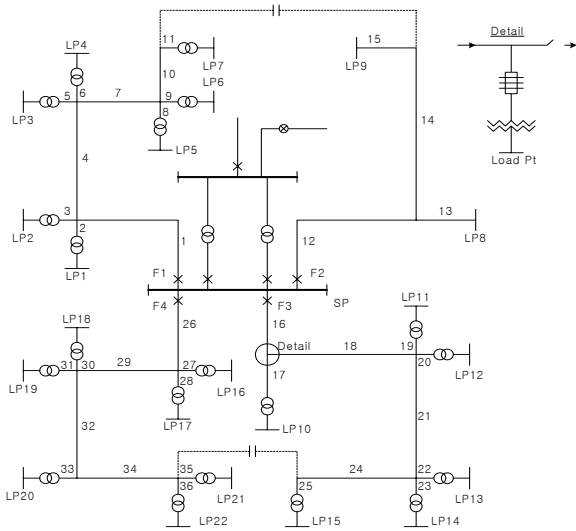 LP4
11
LP7
10
LP6
15
LP9
Detail
LP3
5
6
7
9
8
LP5
14
Load Pt
4
LP2
3
2
LP1
1
12
13
LP8
F1
F2
SP
F4
F3
LP18
26
16
LP11
Detail
LP19
31
30
29
27
28
LP16
LP17
17
LP10
18
19
20
LP12
32
21
LP20
33
34
35
36
LP21
LP22
25
LP15
24
22
23
LP13
LP14